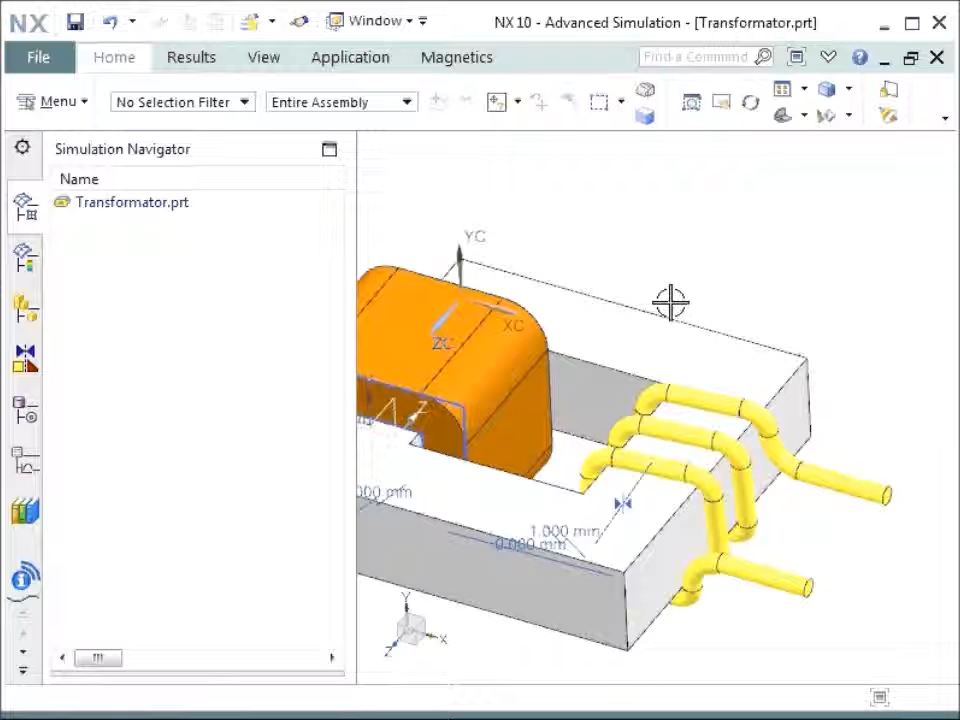 NX Window NX 10 - Advanced Simulation - [Transformator.prt]
File Home Results View Application Magnetics Find a Command
Menu No Selection Filter Entire Assembly
Simulation Navigator
Name
Transformator.prt
YC
XC
ZC
Z
000 mm
1.000 mm
0.000 mm
Y
X
Z